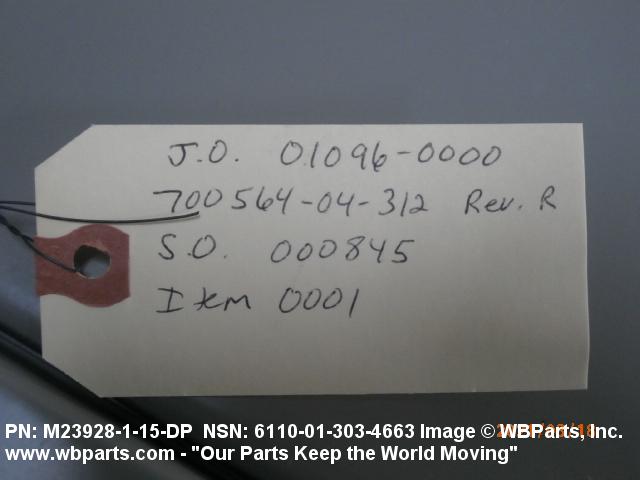 J.O. 01096-0000
700564-04-312 Rev. R
S.O. 000845
Item 0001
PN: M23928-1-15-DP NSN: 6110-01-303-4663 Image © WBParts, Inc.
www.wbparts.com - "Our Parts Keep the World Moving"